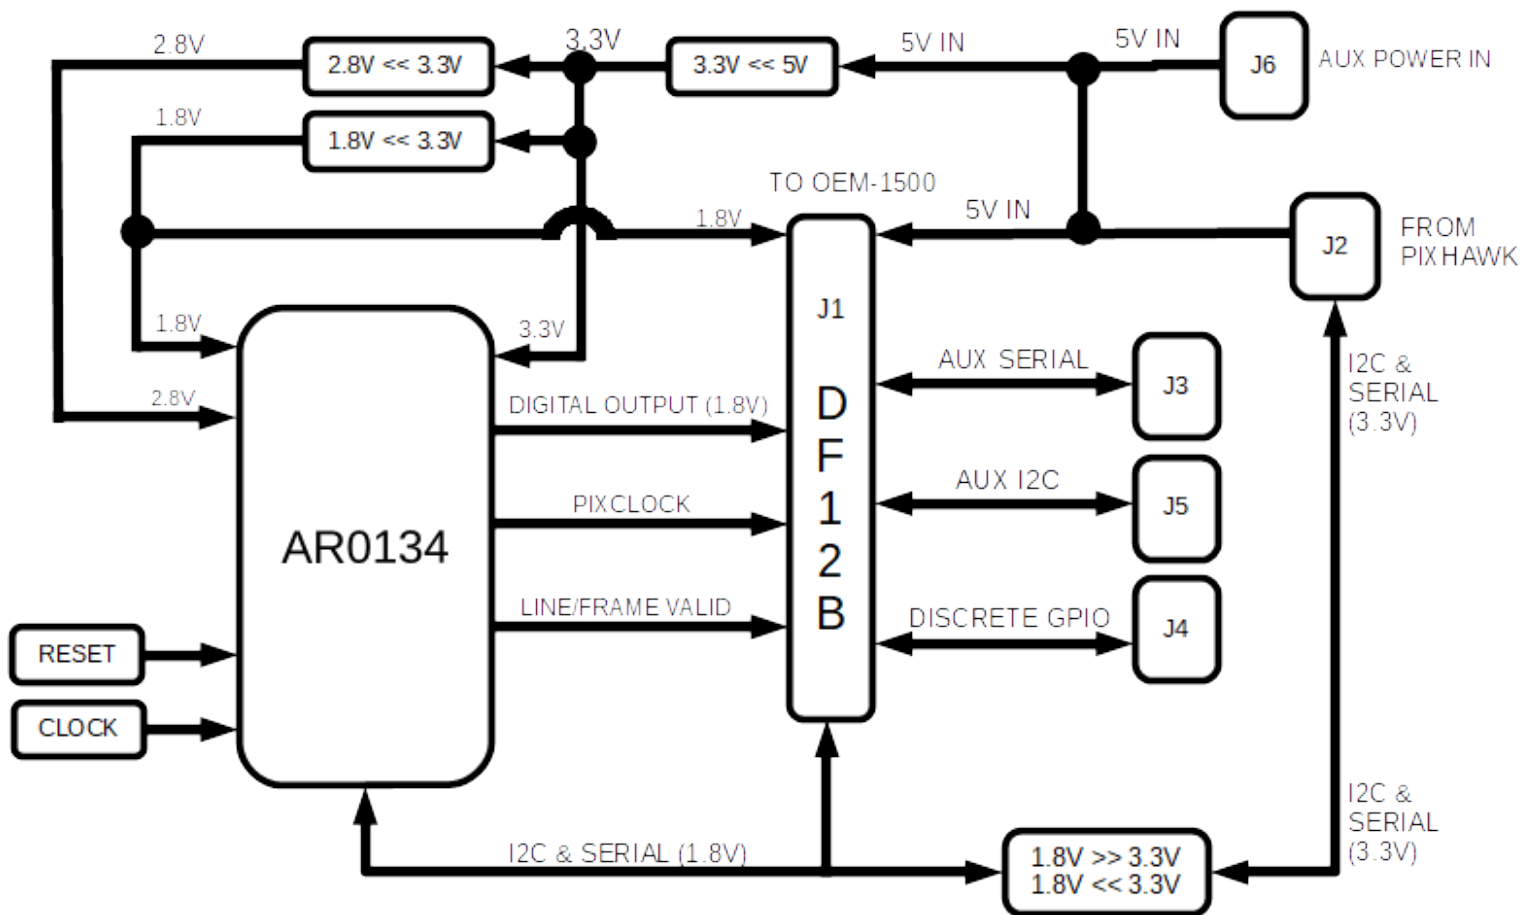 2.8V
2.8V << 3.3V
3.3V
3.3V << 5V
5V IN
5V IN
J6
AUX POWER IN
1.8V
1.8V << 3.3V
TO OEM-1500
1.8V
5V IN
J2
FROM
PIXHAWK
J1
DF12B
1.8V
3.3V
2.8V
DIGITAL OUTPUT (1.8V)
AUX SERIAL
J3
I2C &
SERIAL
(3.3V)
PIXCLOCK
AUX I2C
J5
AR0134
LINE/FRAME VALID
DISCRETE GPIO
J4
RESET
CLOCK
I2C & SERIAL (1.8V)
1.8V >> 3.3V
1.8V << 3.3V
I2C &
SERIAL
(3.3V)